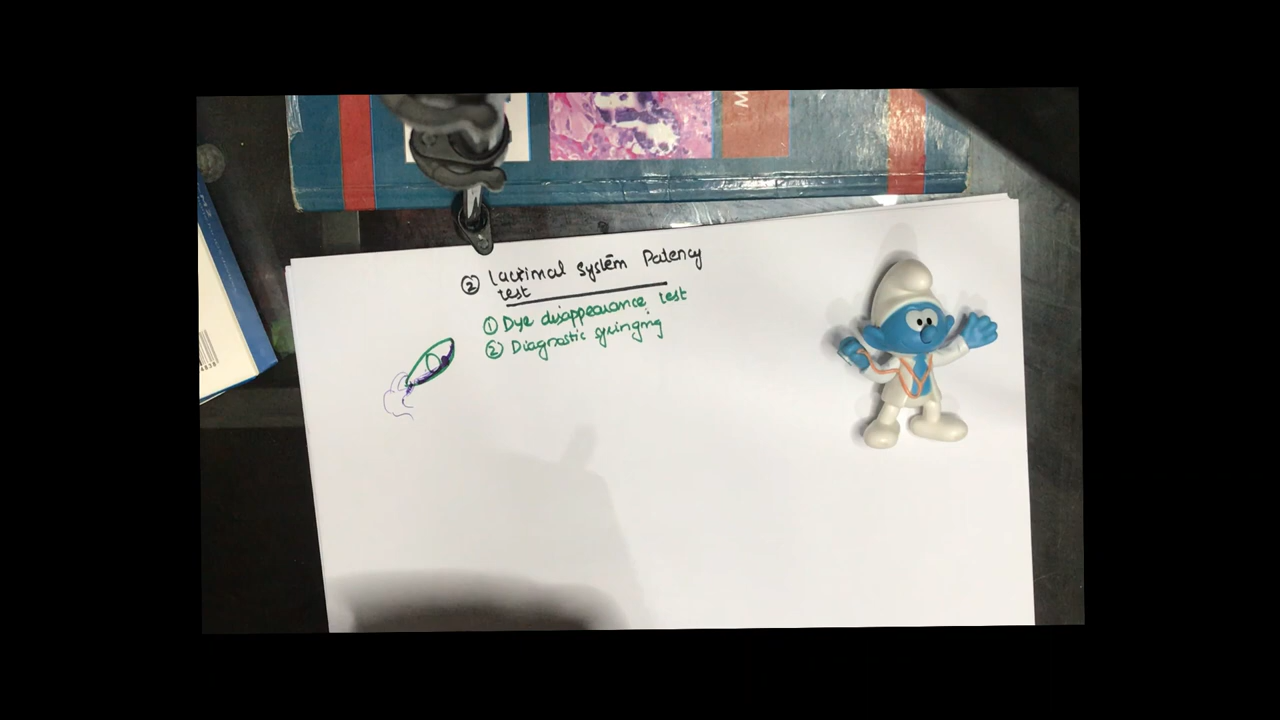 ② Lacrimal system Patency
test
① Dye disappearance test
② Diagnostic syringing
M